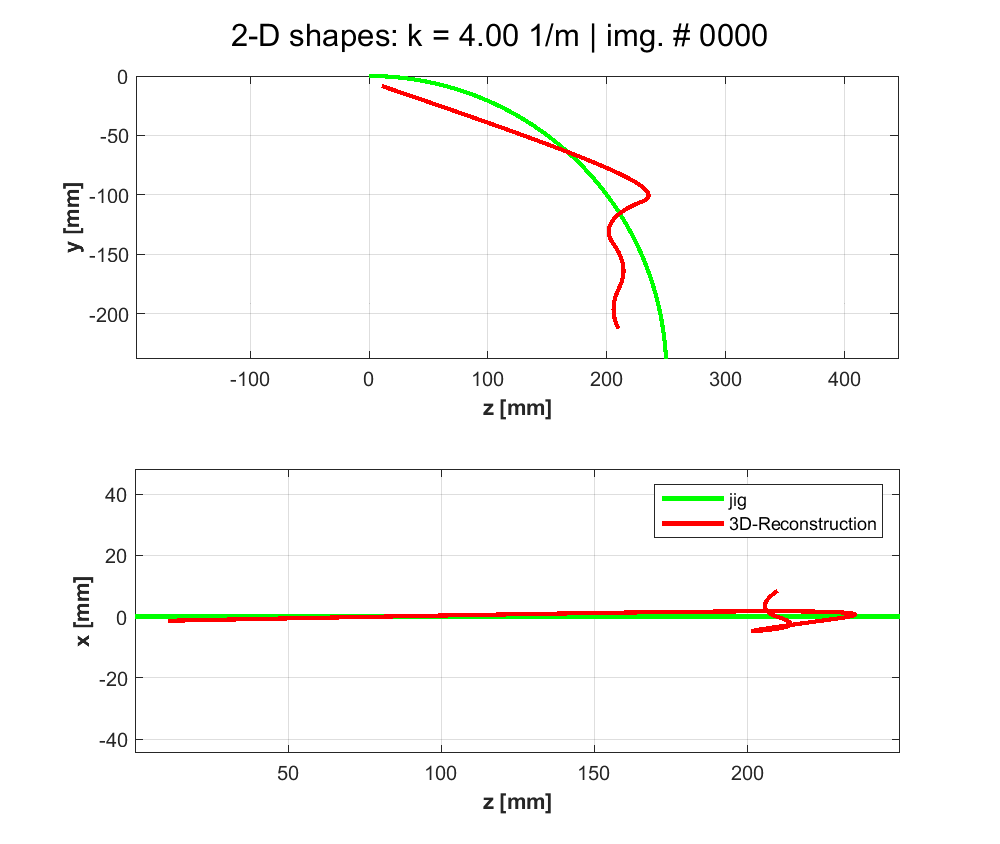 2-D shapes: k = 4.00 1/m | img. # 0000
0
-50
-100
-150
-200
y [mm]
-100 0 100 200 300 400
z [mm]
40
20
0
-20
-40
x [mm]
jig
3D-Reconstruction
50 100 150 200
z [mm]